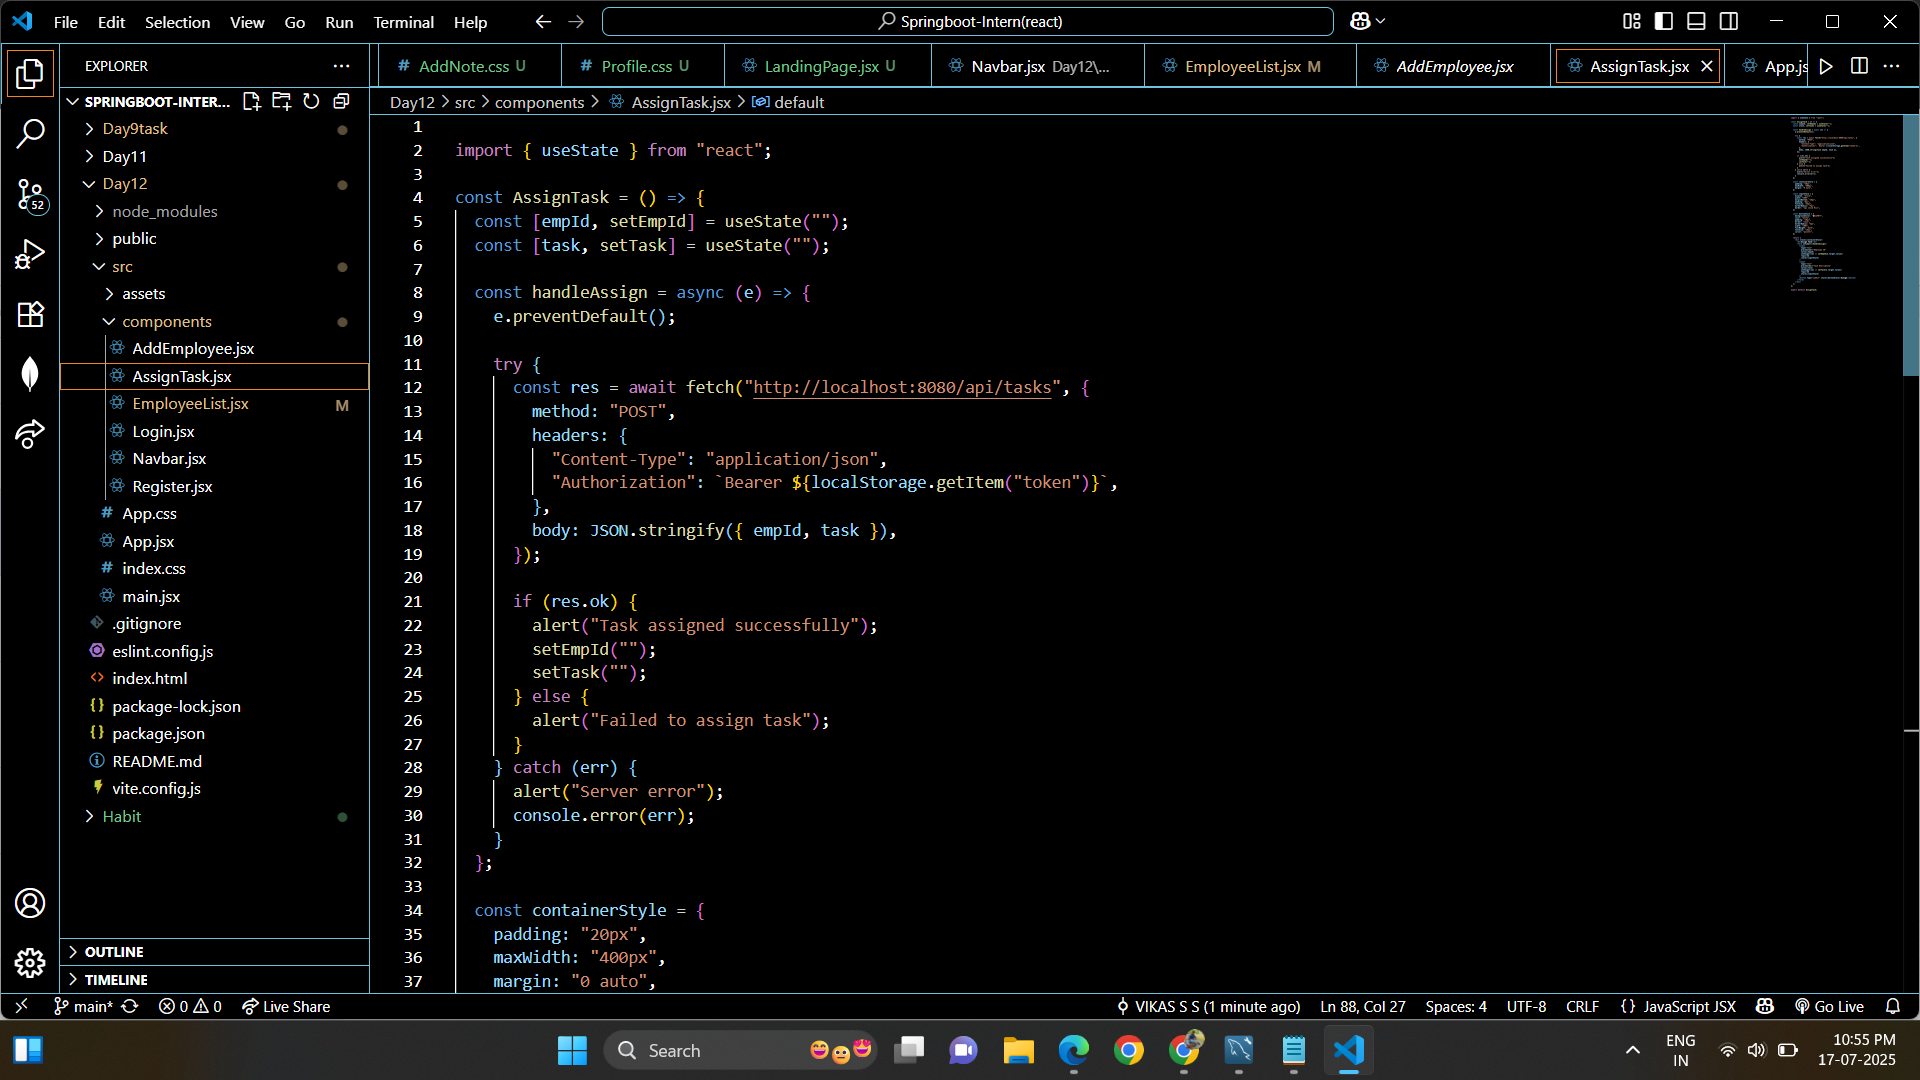 File Edit Selection View Go Run Terminal Help
Springboot-Intern(react)
EXPLORER
AddNote.css U
Profile.css U
LandingPage.jsx U
Navbar.jsx Day12\...
EmployeeList.jsx M
AddEmployee.jsx
AssignTask.jsx
App.js
Day12 > src > components > AssignTask.jsx > default
SPRINGBOOT-INTER...
Day9task
Day11
Day12
node_modules
public
src
assets
components
AddEmployee.jsx
AssignTask.jsx
EmployeeList.jsx M
Login.jsx
Navbar.jsx
Register.jsx
App.css
App.jsx
index.css
main.jsx
.gitignore
eslint.config.js
index.html
package-lock.json
package.json
README.md
vite.config.js
Habit
OUTLINE
TIMELINE
52
1
2 import { useState } from "react";
3
4 const AssignTask = () => {
5 const [empId, setEmpId] = useState("");
6 const [task, setTask] = useState("");
7
8 const handleAssign = async (e) => {
9 e.preventDefault();
10
11 try {
12 const res = await fetch("http://localhost:8080/api/tasks", {
13 method: "POST",
14 headers: {
15 "Content-Type": "application/json",
16 "Authorization": `Bearer ${localStorage.getItem("token")}`,
17 },
18 body: JSON.stringify({ empId, task }),
19 });
20
21 if (res.ok) {
22 alert("Task assigned successfully");
23 setEmpId("");
24 setTask("");
25 } else {
26 alert("Failed to assign task");
27 }
28 } catch (err) {
29 alert("Server error");
30 console.error(err);
31 }
32 };
33
34 const containerStyle = {
35 padding: "20px",
36 maxWidth: "400px",
37 margin: "0 auto",
main* 0 0 Live Share
VIKAS S S (1 minute ago) Ln 88, Col 27 Spaces: 4 UTF-8 CRLF {} JavaScript JSX Go Live
Search
ENG
IN
10:55 PM
17-07-2025